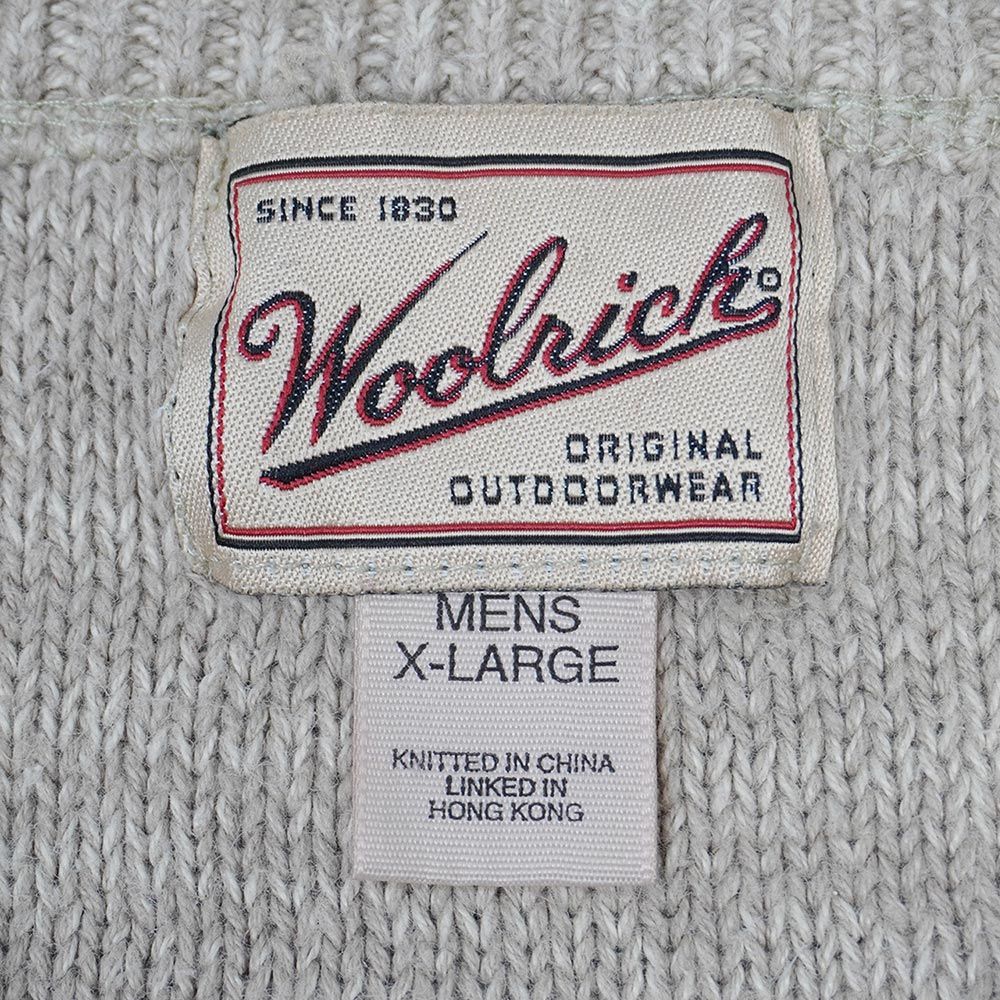 SINCE 1830
Woolrich®
ORIGINAL
OUTDOORWEAR
MENS
X-LARGE
KNITTED IN CHINA
LINKED IN
HONG KONG